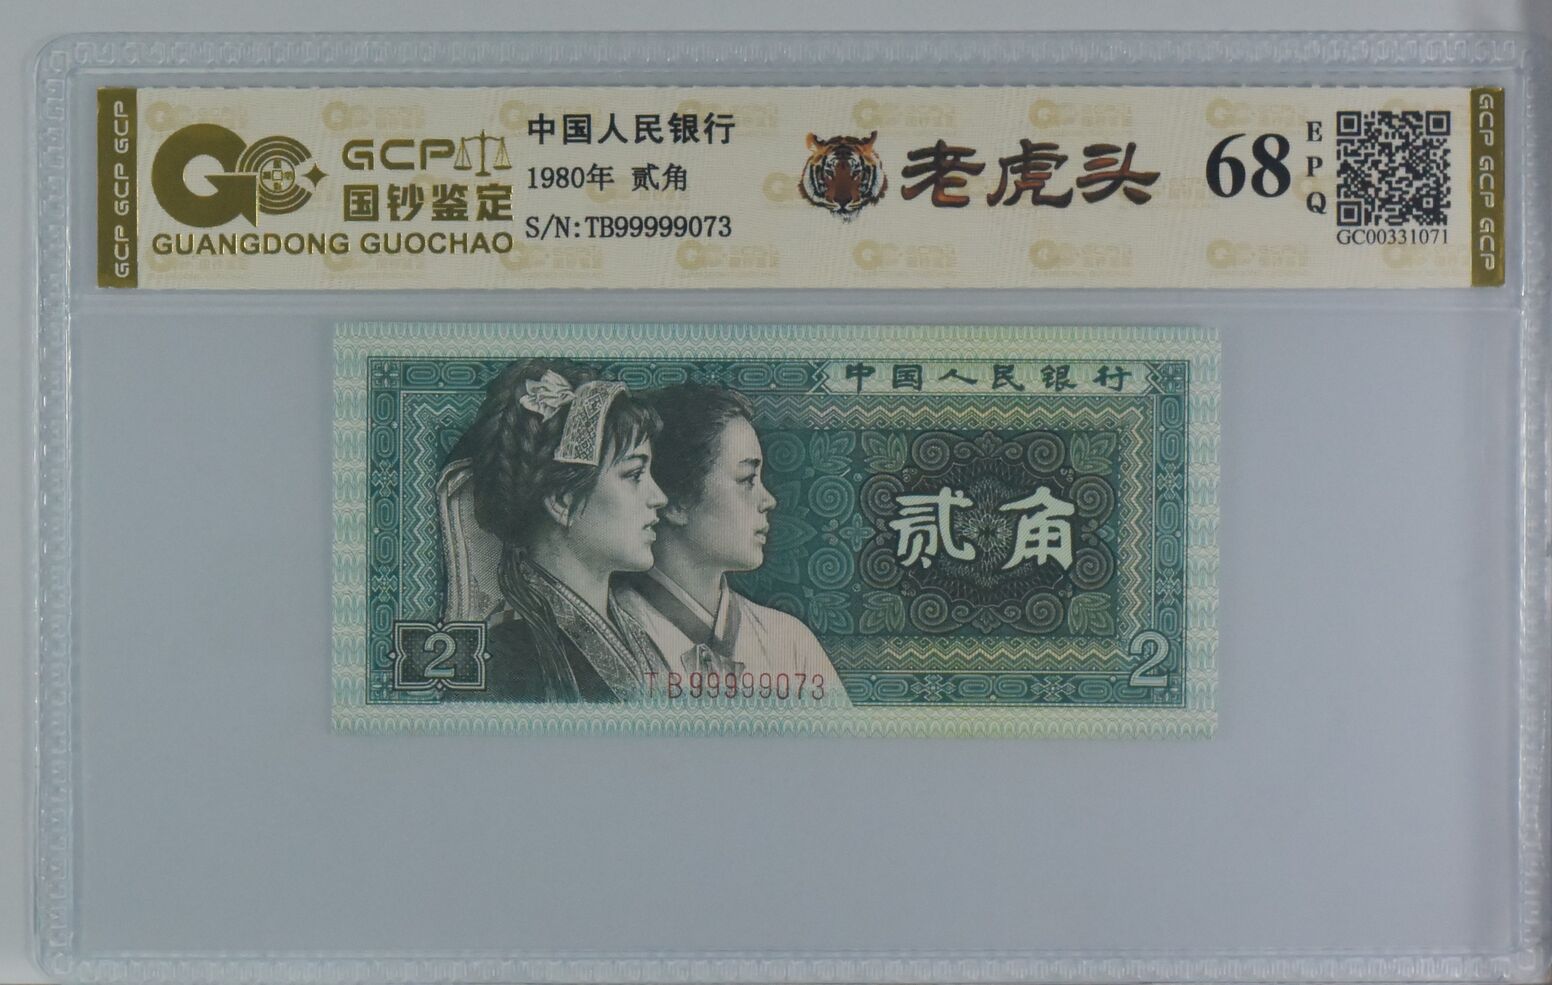 GCP GCP GCP
GCP
国钞鉴定
GUANGDONG GUOCHAO
中国人民银行
1980年 贰角
S/N:TB99999073
老虎头
68
EPQ
GC00331071
GCP GCP GCP
中国人民银行
贰角
2
2
TB99999073